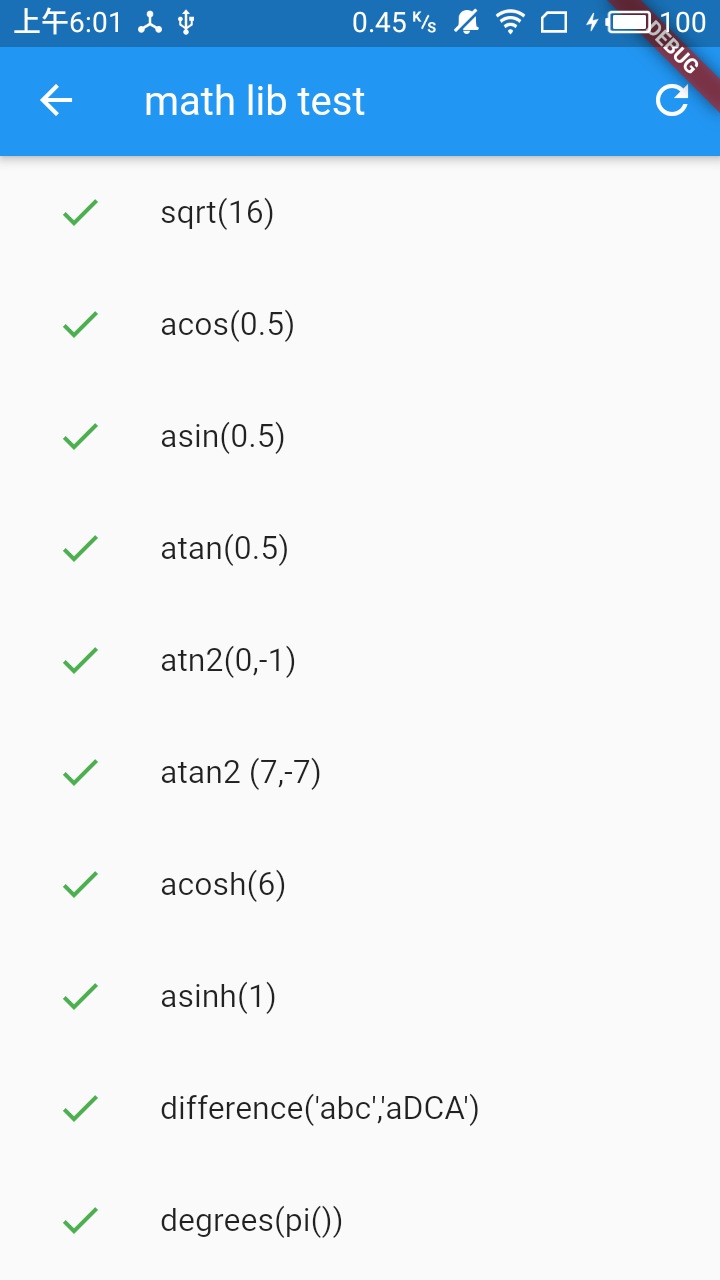 上午6:01 0.45 K/s 100
DEBUG
math lib test
sqrt(16)
acos(0.5)
asin(0.5)
atan(0.5)
atn2(0,-1)
atan2 (7,-7)
acosh(6)
asinh(1)
difference('abc','aDCA')
degrees(pi())